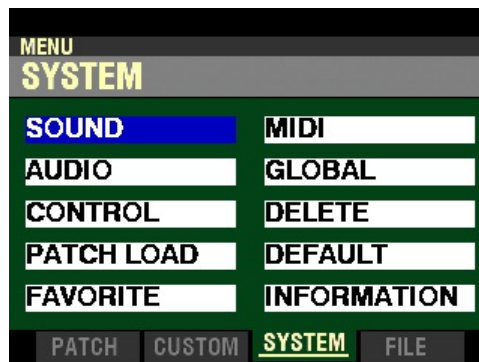 MENU
SYSTEM
SOUND MIDI
AUDIO GLOBAL
CONTROL DELETE
PATCH LOAD DEFAULT
FAVORITE INFORMATION
PATCH CUSTOM SYSTEM FILE